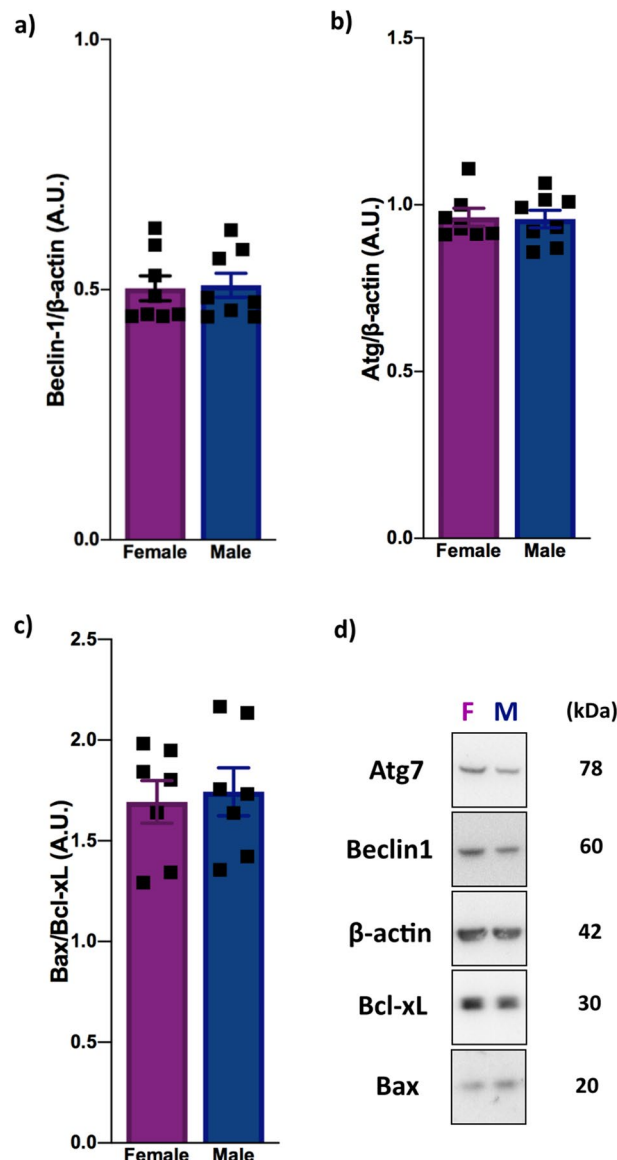 a)
Beclin-1/β-actin (A.U.)
1.0
0.5
0.0
Female Male
b)
Atg/β-actin (A.U.)
1.5
1.0
0.5
0.0
Female Male
c)
Bax/Bcl-xL (A.U.)
2.5
2.0
1.5
1.0
0.5
0.0
Female Male
d)
F M (kDa)
Atg7 78
Beclin1 60
β-actin 42
Bcl-xL 30
Bax 20